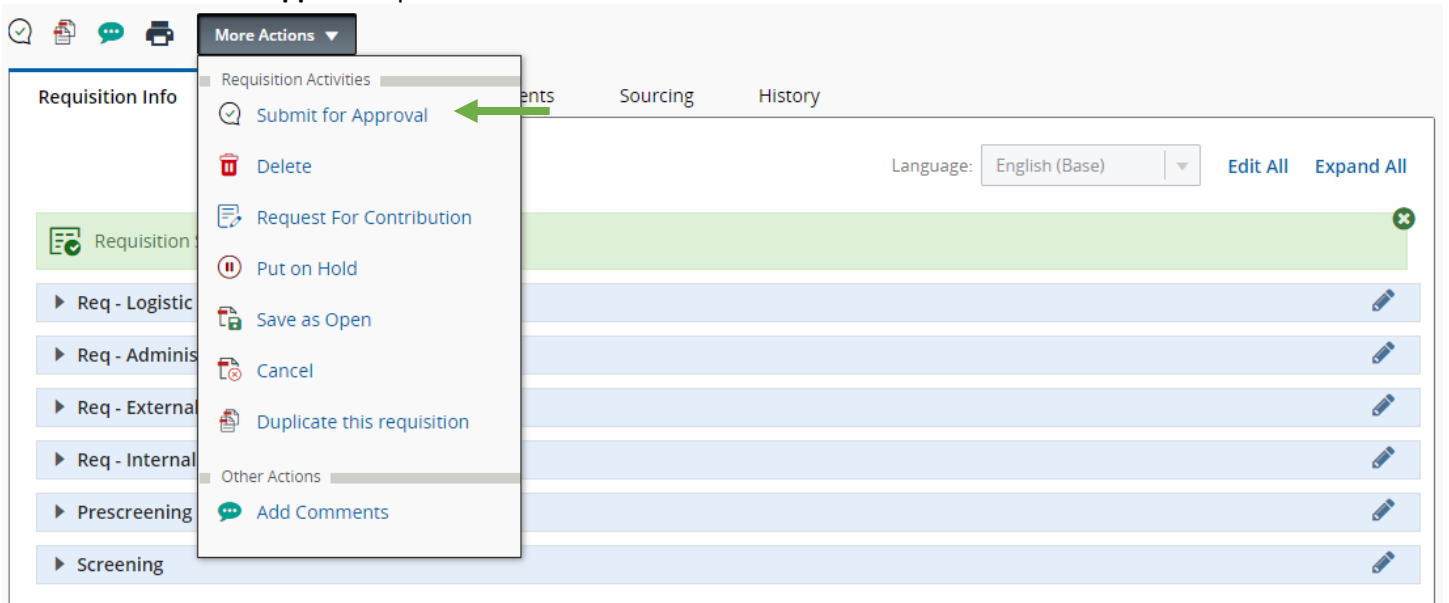 More Actions
Requisition Info
Sourcing
History
Requisition Activities
Submit for Approval
Delete
Request For Contribution
Put on Hold
Save as Open
Cancel
Duplicate this requisition
Other Actions
Add Comments
Language: English (Base) Edit All Expand All
Requisition
Req - Logistic
Req - Adminis
Req - External
Req - Internal
Prescreening
Screening